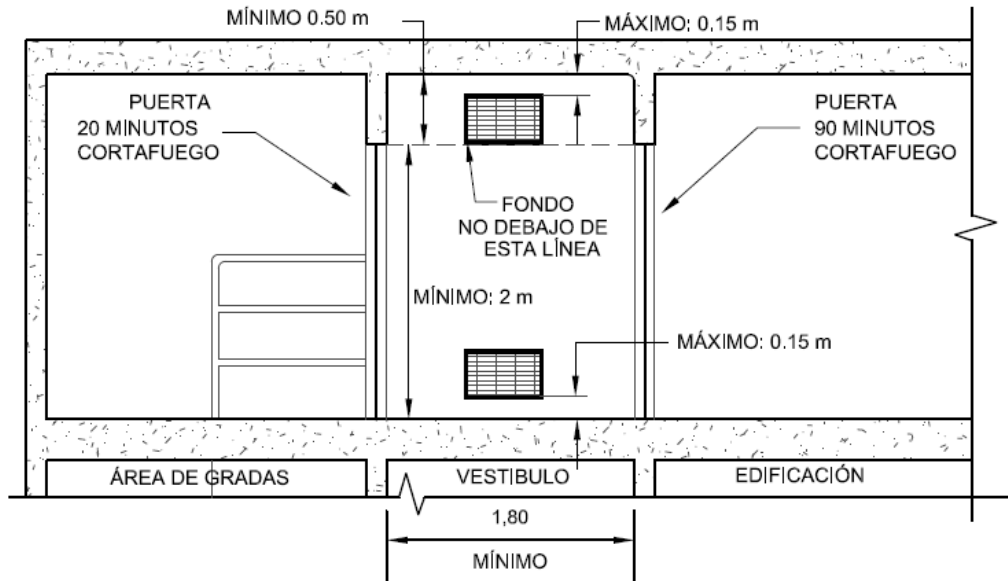 MÍNIMO 0.50 m
MÁXIMO: 0.15 m
PUERTA
20 MINUTOS
CORTAFUEGO
PUERTA
90 MINUTOS
CORTAFUEGO
FONDO
NO DEBAJO DE
ESTA LÍNEA
MÍNIMO: 2 m
MÁXIMO: 0.15 m
ÁREA DE GRADAS
VESTIBULO
EDIFICACIÓN
1,80
MÍNIMO